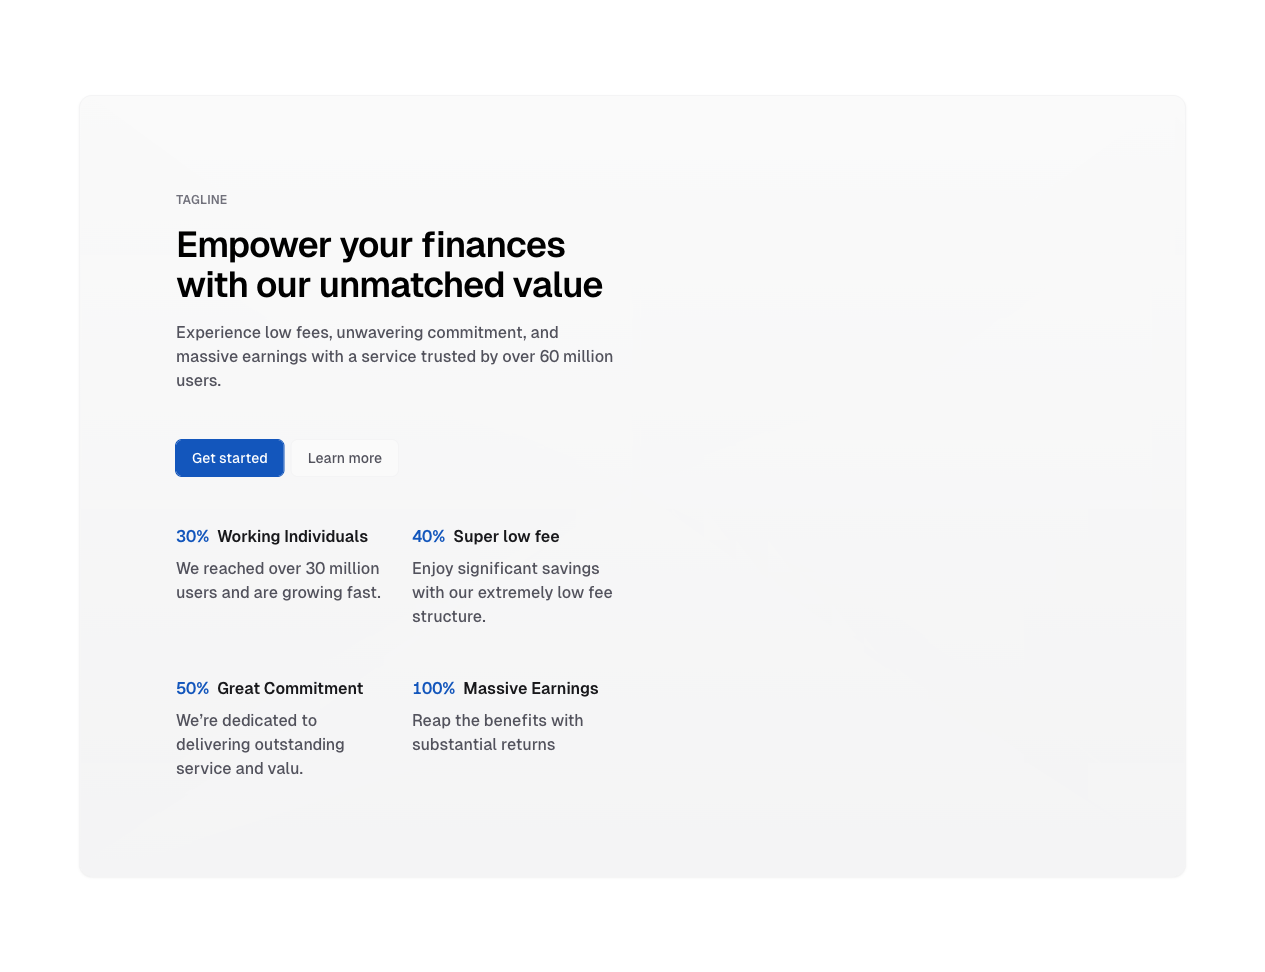 TAGLINE
Empower your finances
with our unmatched value
Experience low fees, unwavering commitment, and
massive earnings with a service trusted by over 60 million
users.
Get started
Learn more
30% Working Individuals
We reached over 30 million
users and are growing fast.
40% Super low fee
Enjoy significant savings
with our extremely low fee
structure.
50% Great Commitment
We’re dedicated to
delivering outstanding
service and valu.
100% Massive Earnings
Reap the benefits with
substantial returns